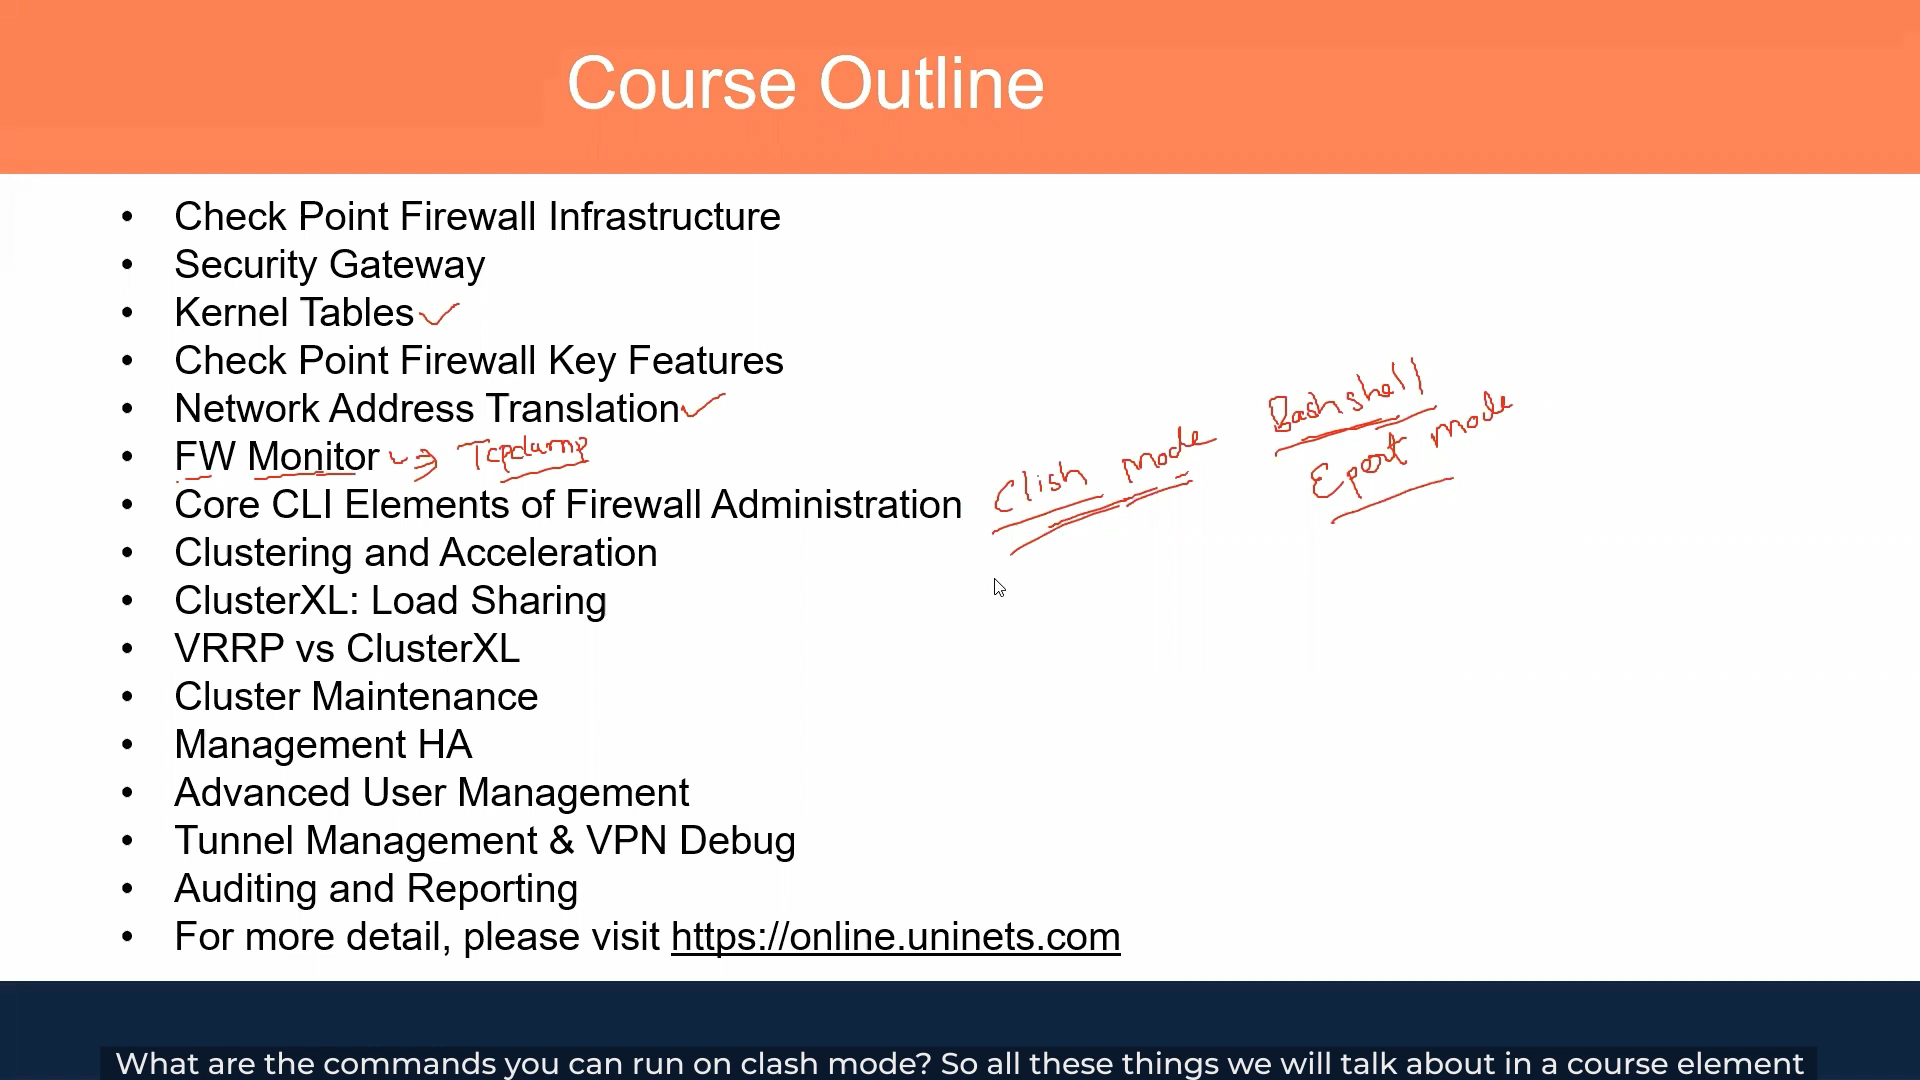 Course Outline
• Check Point Firewall Infrastructure
• Security Gateway
• Kernel Tables
• Check Point Firewall Key Features
• Network Address Translation
Bashshell
• FW Monitor Tcpdump
Clish mode
Epert mode
• Core CLI Elements of Firewall Administration
• Clustering and Acceleration
• ClusterXL: Load Sharing
• VRRP vs ClusterXL
• Cluster Maintenance
• Management HA
• Advanced User Management
• Tunnel Management & VPN Debug
• Auditing and Reporting
• For more detail, please visit https://online.uninets.com
What are the commands you can run on clash mode? So all these things we will talk about in a course element